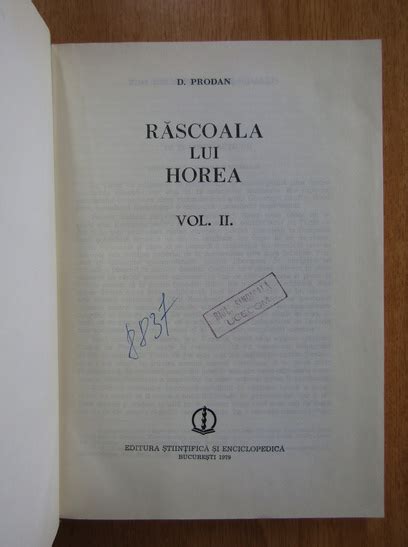 D. PRODAN
RĂSCOALA
LUI
HOREA
VOL. II.
8837
EDITURA ȘTIINȚIFICĂ ȘI ENCICLOPEDICĂ
BUCUREȘTI 1979